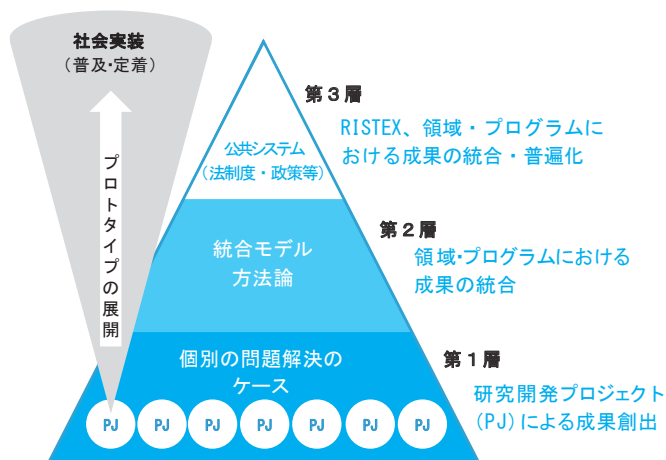 社会実装
（普及・定着）
プロトタイプの展開
第３層
RISTEX、領域・プログラムに
おける成果の統合・普遍化
公共システム
（法制度・政策等）
第２層
領域・プログラムにおける
成果の統合
統合モデル
方法論
第１層
研究開発プロジェクト
(PJ)による成果創出
個別の問題解決の
ケース
PJ PJ PJ PJ PJ PJ PJ